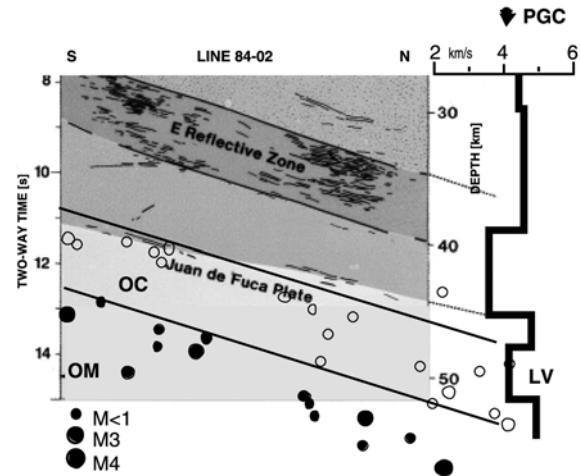 PGC
S LINE 84-02 N
2 km/s 4 6
8
10
12
14
TWO-WAY TIME [s]
E Reflective Zone
30
40
50
DEPTH [km]
Juan de Fuca Plate
OC
OM
LV
M<1
M3
M4